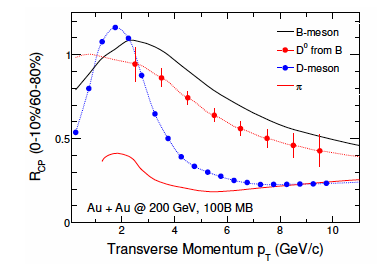 B-meson
D⁰ from B
D-meson
π
1
0.5
0
R_CP (0-10%/60-80%)
Au + Au @ 200 GeV, 100B MB
0 2 4 6 8 10
Transverse Momentum p_T (GeV/c)